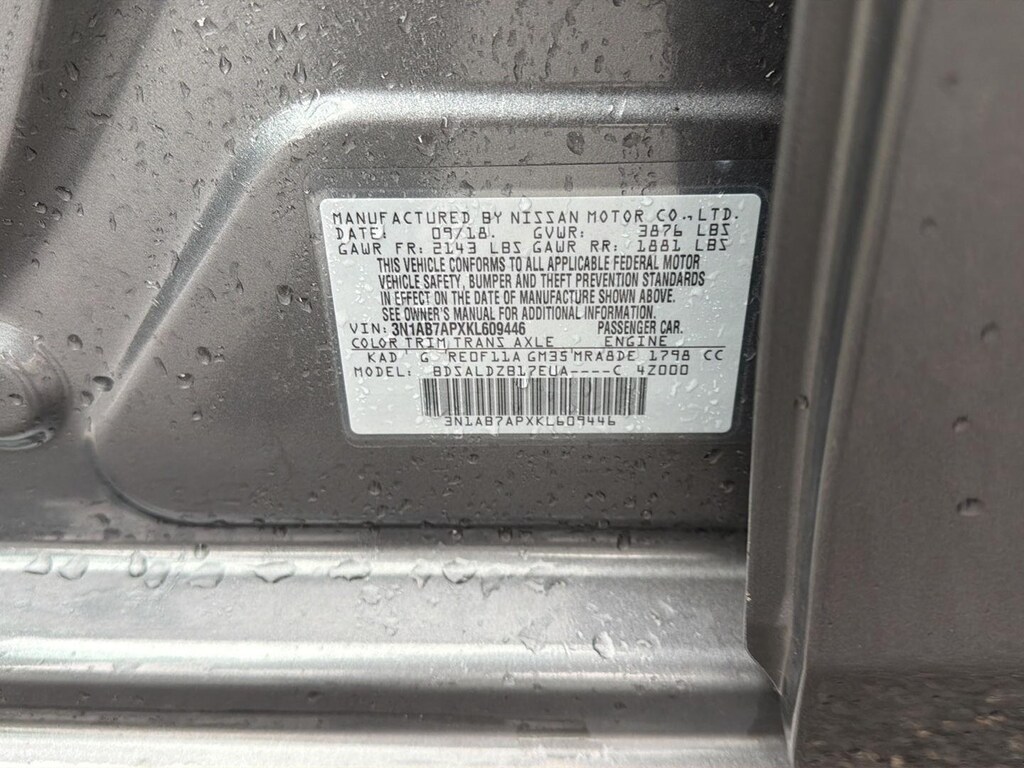 MANUFACTURED BY NISSAN MOTOR CO.,LTD.
DATE: 09/18. GVWR: 3876 LBS
GAWR FR: 2143 LBS GAWR RR: 1881 LBS
THIS VEHICLE CONFORMS TO ALL APPLICABLE FEDERAL MOTOR
VEHICLE SAFETY, BUMPER AND THEFT PREVENTION STANDARDS
IN EFFECT ON THE DATE OF MANUFACTURE SHOWN ABOVE.
SEE OWNER'S MANUAL FOR ADDITIONAL INFORMATION.
VIN: 3N1AB7APXKL609446 PASSENGER CAR.
COLOR TRIM TRANS AXLE ENGINE
KAD G RE0F11A GM35 MRA8DE 1798 CC
MODEL: BDSALDZB17EUA----C 4Z000
3N1AB7APXKL609446